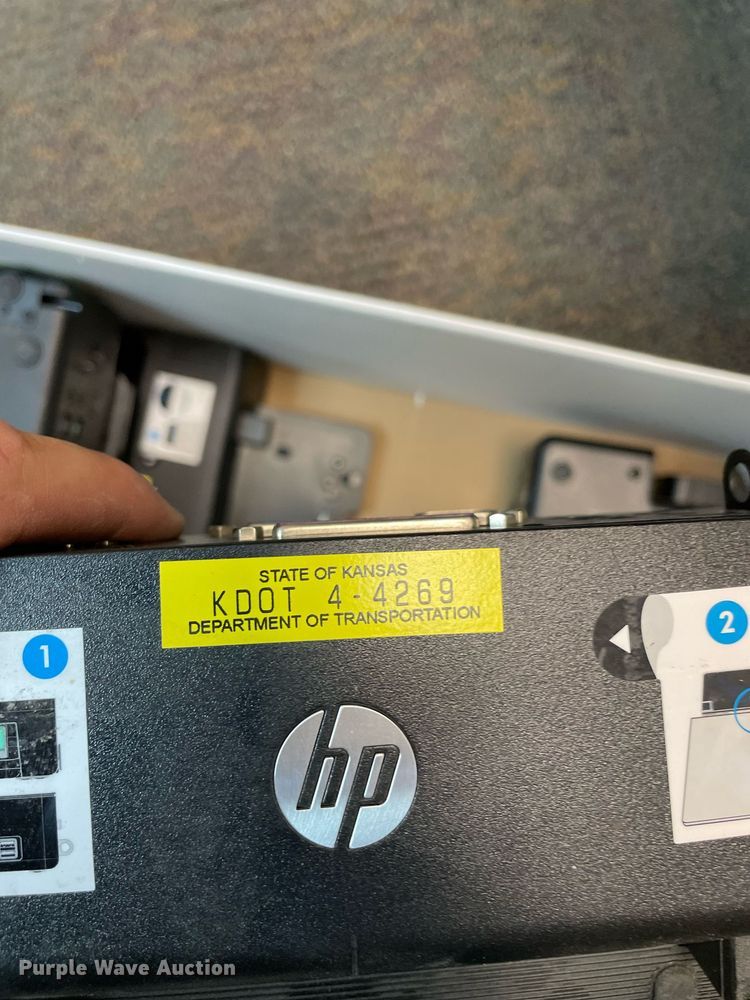 STATE OF KANSAS
KDOT 4-4269
DEPARTMENT OF TRANSPORTATION
1
2
hp
Purple Wave Auction